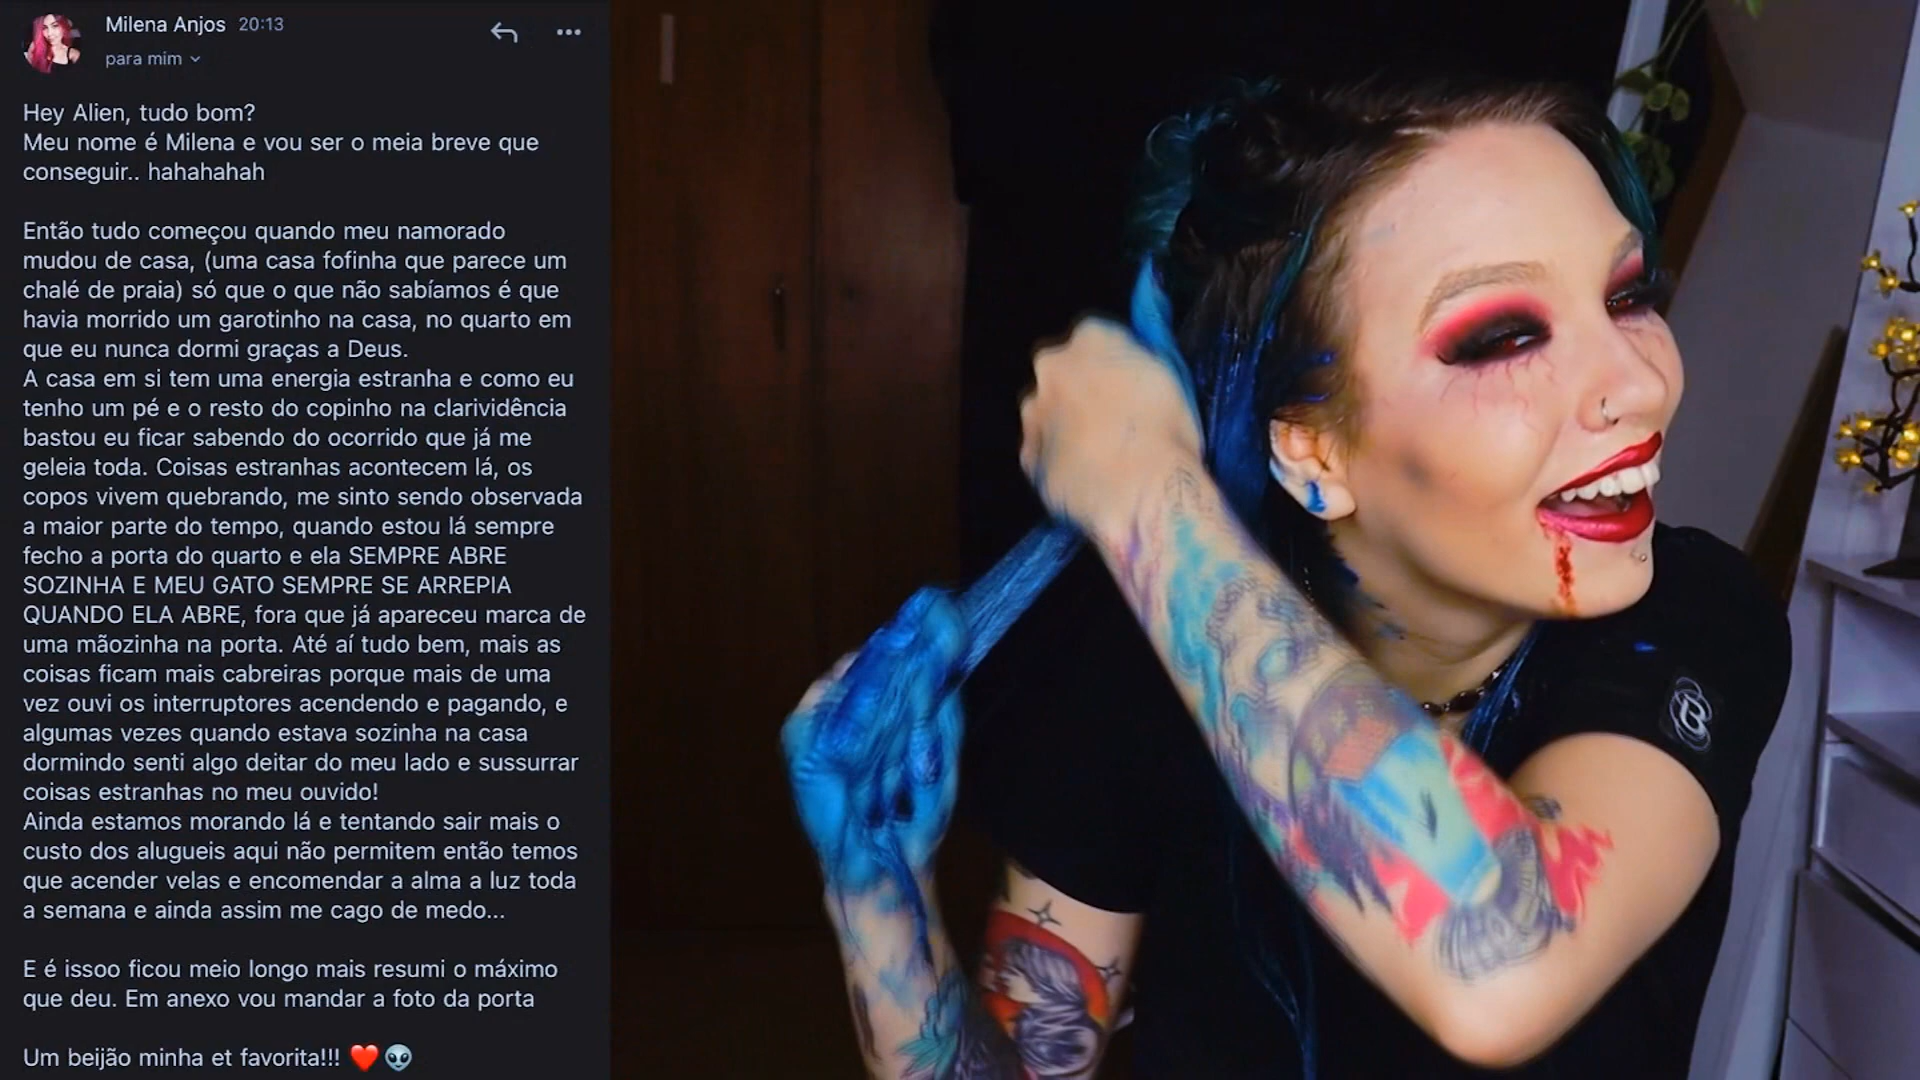 Milena Anjos 20:13
para mim
Hey Alien, tudo bom?
Meu nome é Milena e vou ser o meia breve que
conseguir.. hahahahah
Então tudo começou quando meu namorado
mudou de casa, (uma casa fofinha que parece um
chalé de praia) só que o que não sabíamos é que
havia morrido um garotinho na casa, no quarto em
que eu nunca dormi graças a Deus.
A casa em si tem uma energia estranha e como eu
tenho um pé e o resto do copinho na clarividência
bastou eu ficar sabendo do ocorrido que já me
geleia toda. Coisas estranhas acontecem lá, os
copos vivem quebrando, me sinto sendo observada
a maior parte do tempo, quando estou lá sempre
fecho a porta do quarto e ela SEMPRE ABRE
SOZINHA E MEU GATO SEMPRE SE ARREPIA
QUANDO ELA ABRE, fora que já apareceu marca de
uma mãozinha na porta. Até aí tudo bem, mais as
coisas ficam mais cabreiras porque mais de uma
vez ouvi os interruptores acendendo e pagando, e
algumas vezes quando estava sozinha na casa
dormindo senti algo deitar do meu lado e sussurrar
coisas estranhas no meu ouvido!
Ainda estamos morando lá e tentando sair mais o
custo dos alugueis aqui não permitem então temos
que acender velas e encomendar a alma a luz toda
a semana e ainda assim me cago de medo...
E é issoo ficou meio longo mais resumi o máximo
que deu. Em anexo vou mandar a foto da porta
Um beijão minha et favorita!!! ❤️👽